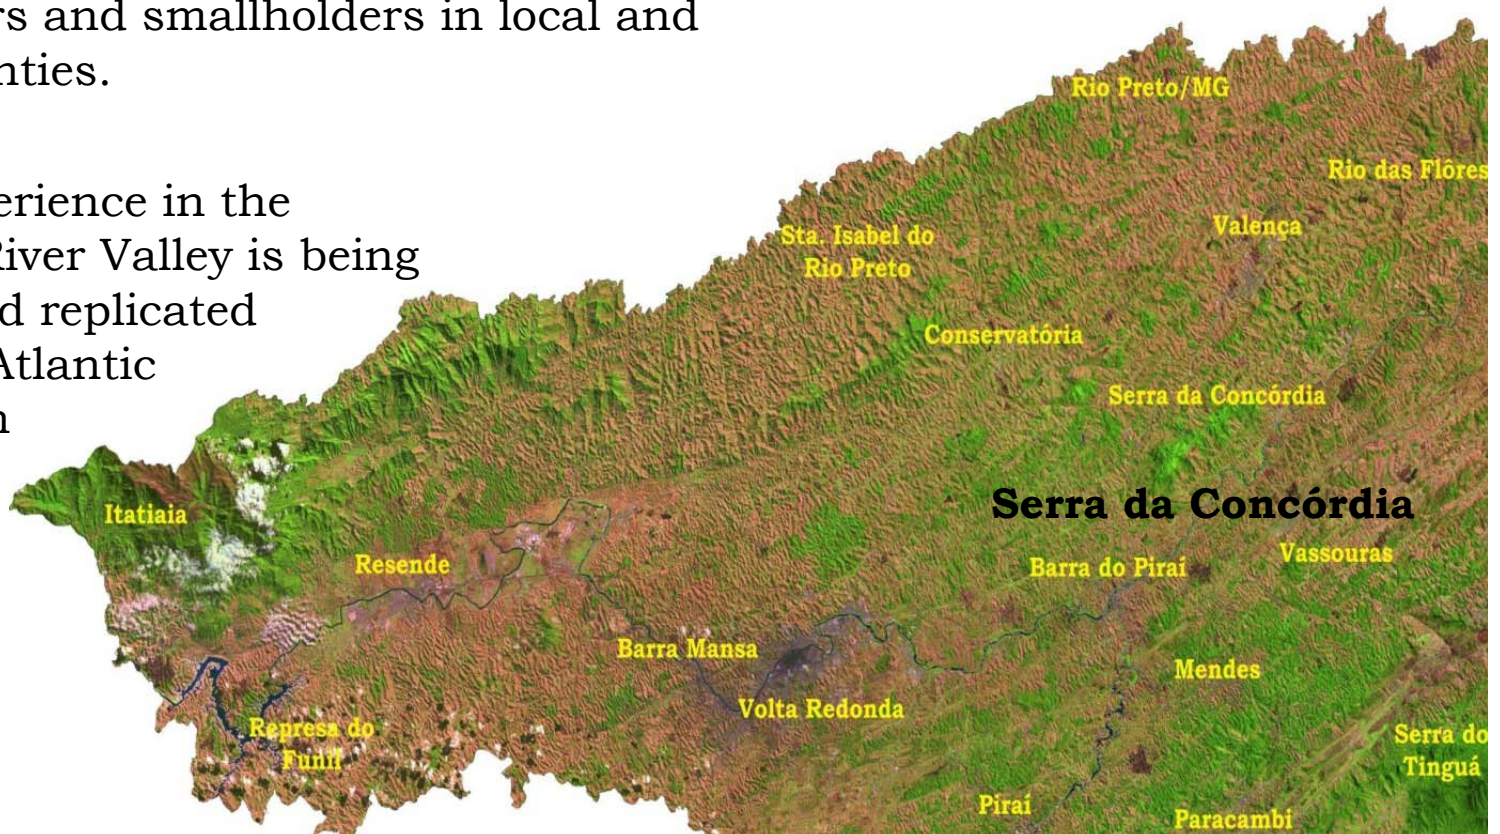 rs and smallholders in local and
nties.
erience in the
River Valley is being
d replicated
Atlantic
n
Rio Preto/MG
Rio das Flôres
Valença
Sta. Isabel do
Rio Preto
Conservatória
Serra da Concórdia
Serra da Concórdia
Itatiaia
Resende
Barra do Piraí
Vassouras
Barra Mansa
Mendes
Volta Redonda
Represa do
Funil
Serra do
Tinguá
Piraí
Paracambi